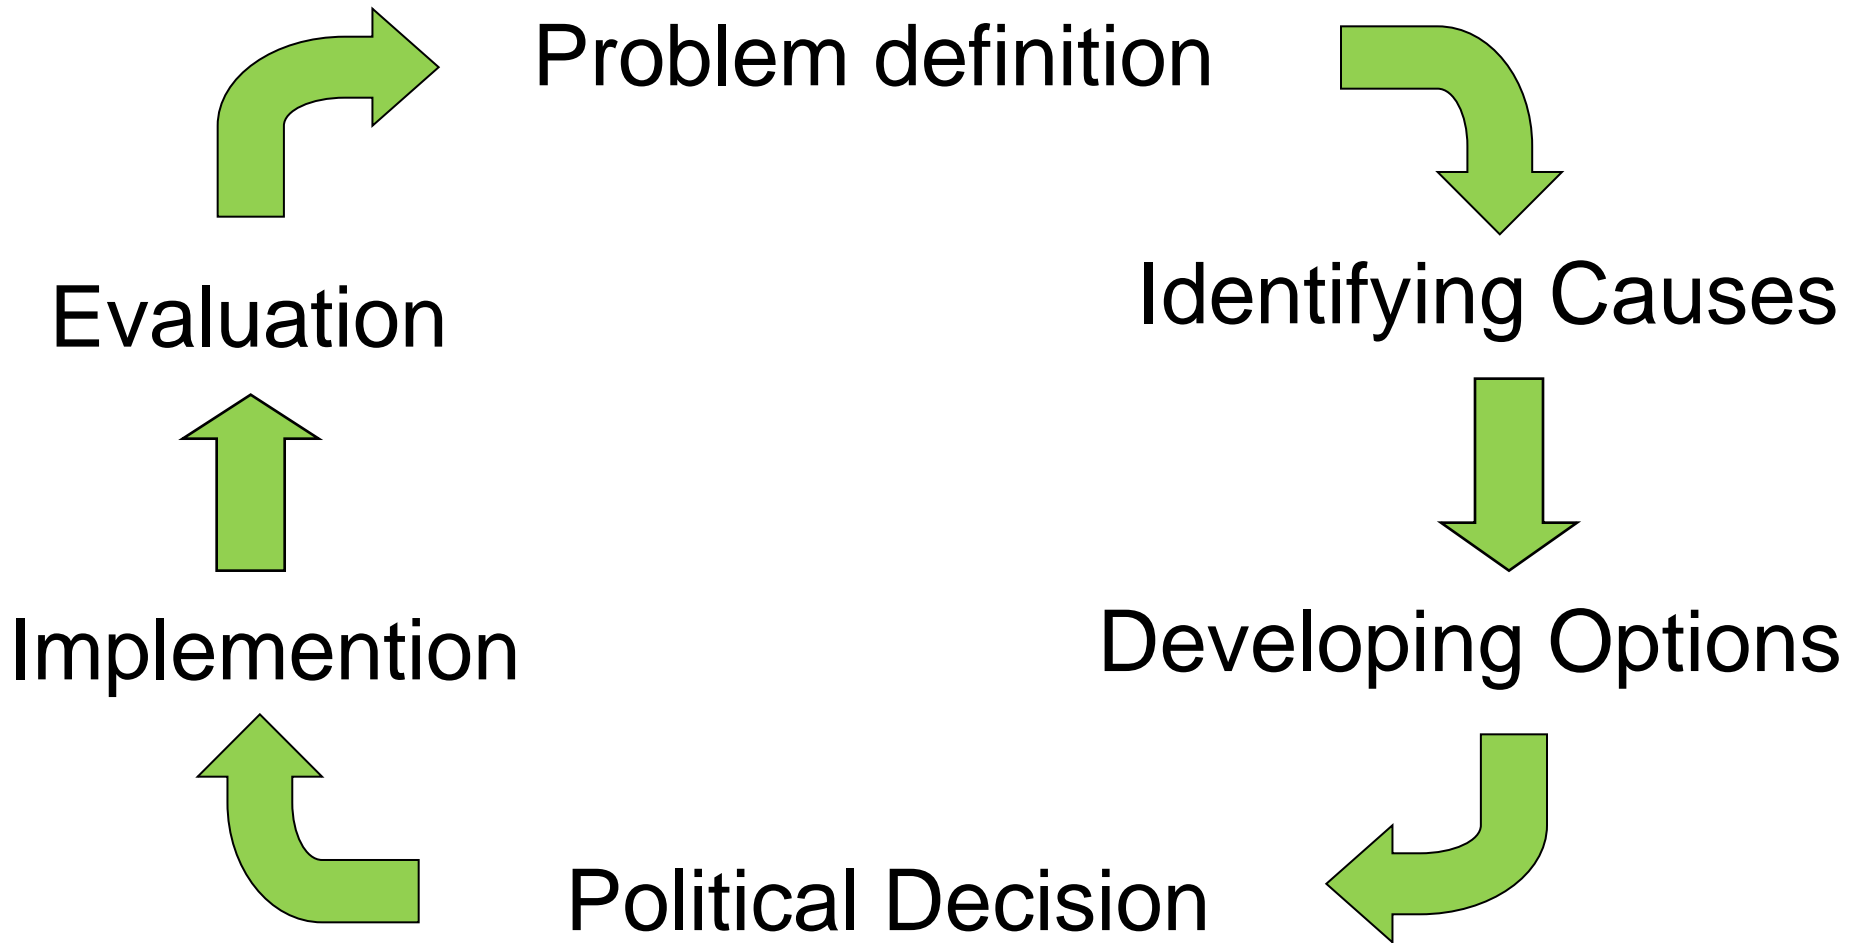 Problem definition
Identifying Causes
Developing Options
Political Decision
Implemention
Evaluation